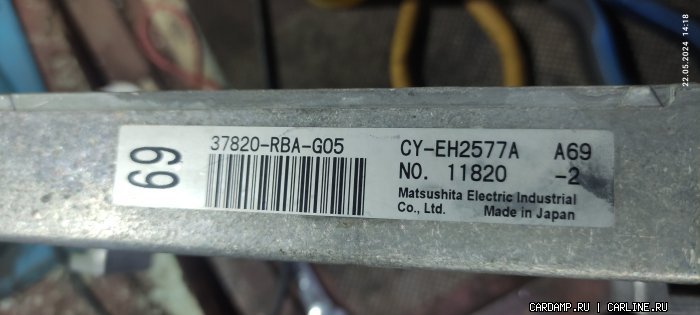 69
37820-RBA-G05
CY-EH2577A A69
NO. 11820 -2
Matsushita Electric Industrial
Co., Ltd. Made in Japan
22.05.2024 14:18
CARDAMP.RU | CARLINE.RU